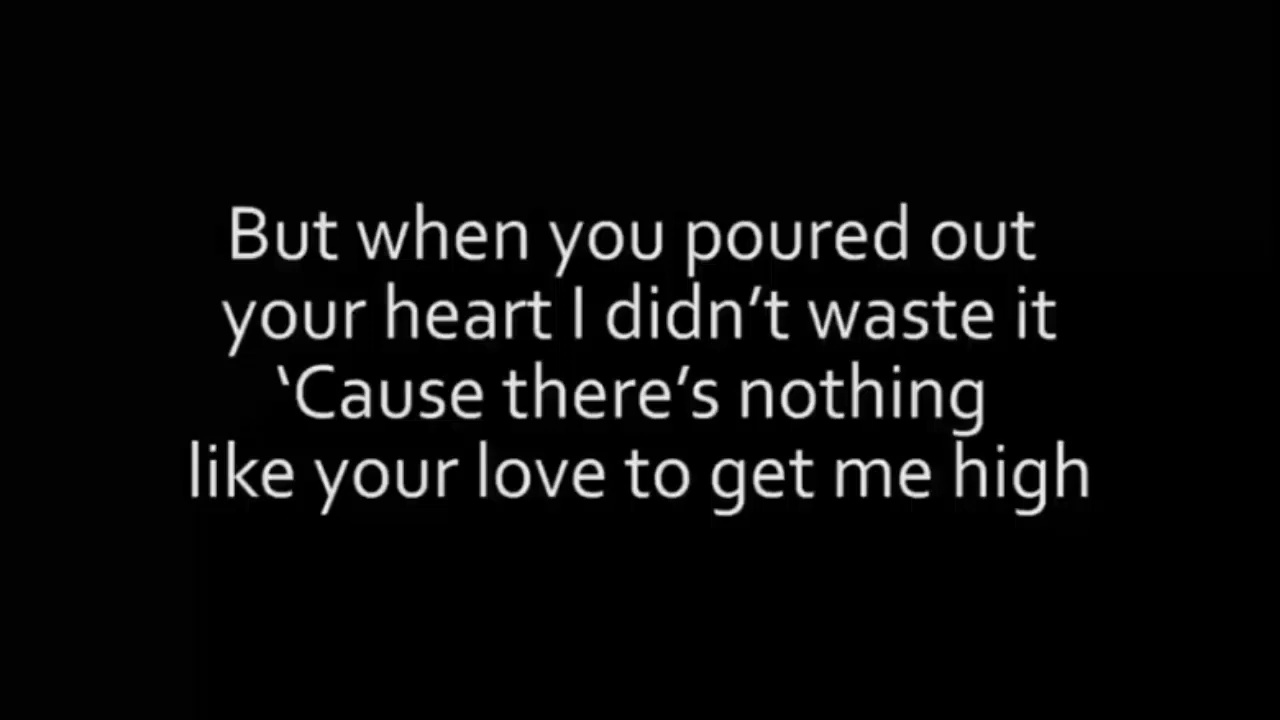 But when you poured out
your heart I didn’t waste it
‘Cause there’s nothing
like your love to get me high